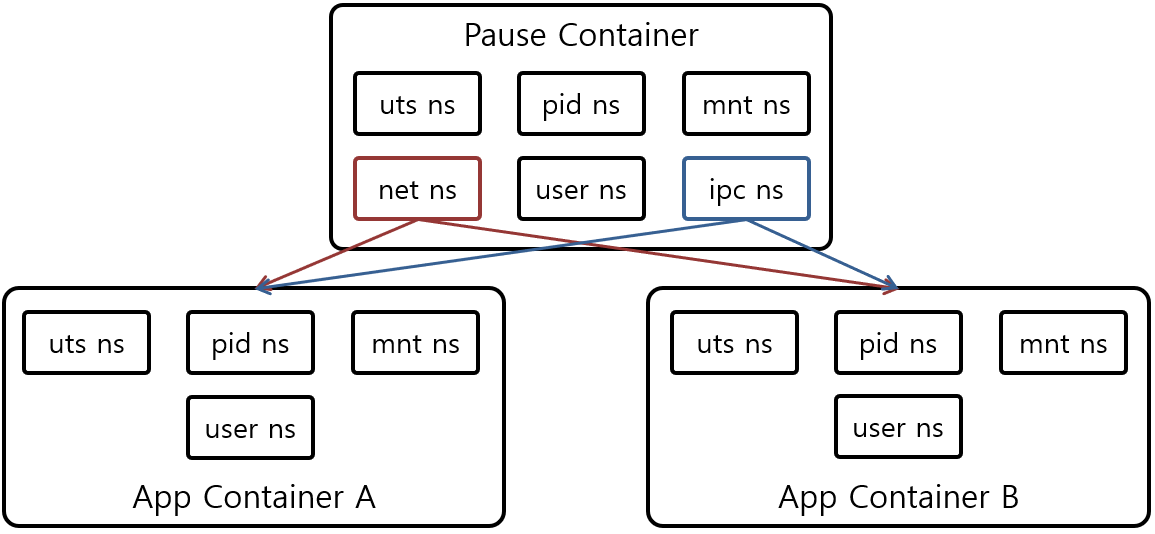 Pause Container
uts ns
pid ns
mnt ns
net ns
user ns
ipc ns
uts ns
pid ns
mnt ns
user ns
App Container A
uts ns
pid ns
mnt ns
user ns
App Container B